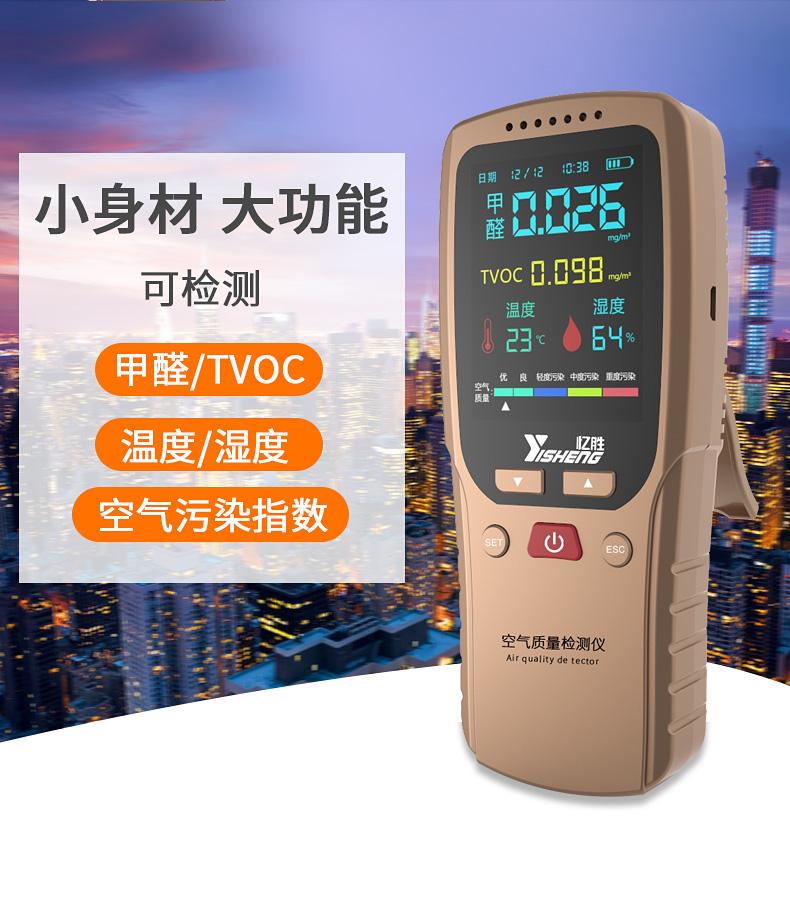 小身材 大功能
可检测
甲醛/TVOC
温度/湿度
空气污染指数
日期 12/12 10:38
甲醛 0.026 mg/m³
TVOC 0.098 mg/m³
温度 湿度
23℃ 64%
优 良 轻度污染 中度污染 重度污染
空气质量
忆胜
YISHENG
SET
ESC
空气质量检测仪
Air quality de tector